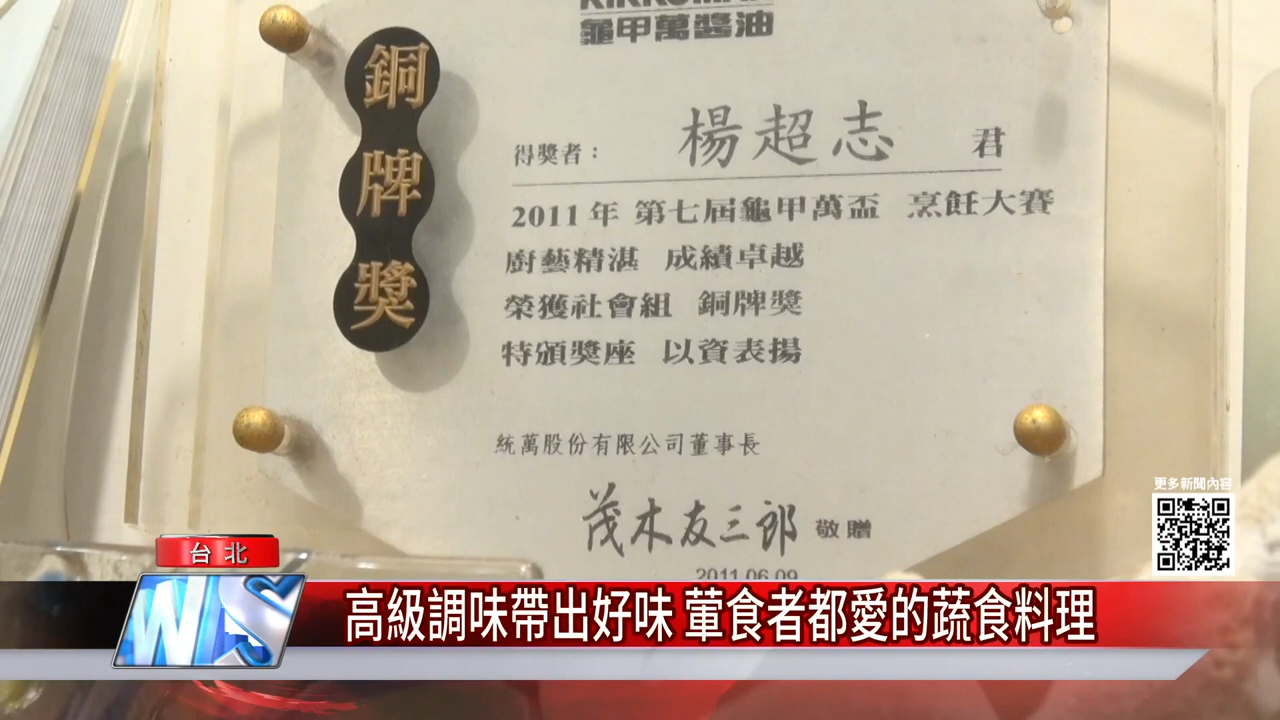 KIKKOMAN
龜甲萬醬油
銅牌獎
得獎者：楊超志 君
2011年 第七屆龜甲萬盃 烹飪大賽
廚藝精湛 成績卓越
榮獲社會組 銅牌獎
特頒獎座 以資表揚
統萬股份有限公司董事長
茂木友三郎 敬贈
2011.06.09
更多新聞內容
台北
高級調味帶出好味 葷食者都愛的蔬食料理